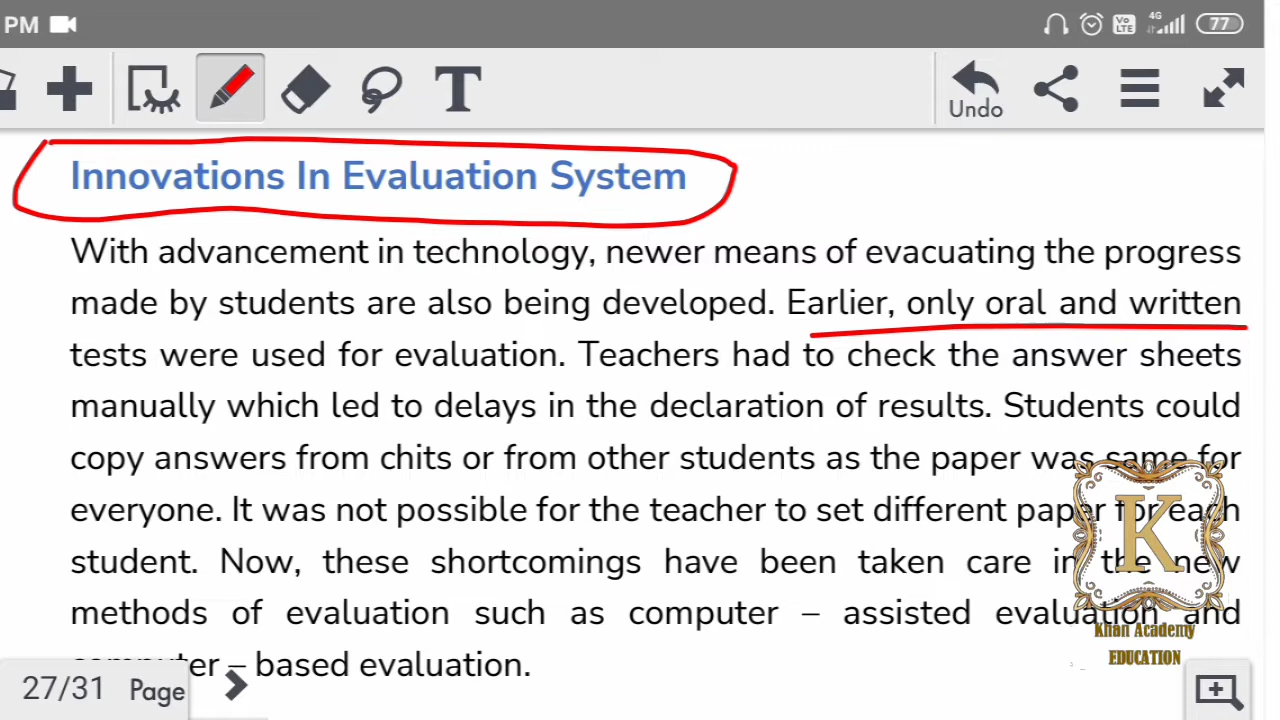 PM 4G Vo LTE 77
Undo
Innovations In Evaluation System
With advancement in technology, newer means of evacuating the progress
made by students are also being developed. Earlier, only oral and written
tests were used for evaluation. Teachers had to check the answer sheets
manually which led to delays in the declaration of results. Students could
copy answers from chits or from other students as the paper was same for
everyone. It was not possible for the teacher to set different paper for each
student. Now, these shortcomings have been taken care in the new
methods of evaluation such as computer – assisted evaluation and
computer – based evaluation.
K
Khan Academy
EDUCATION
27/31 Page